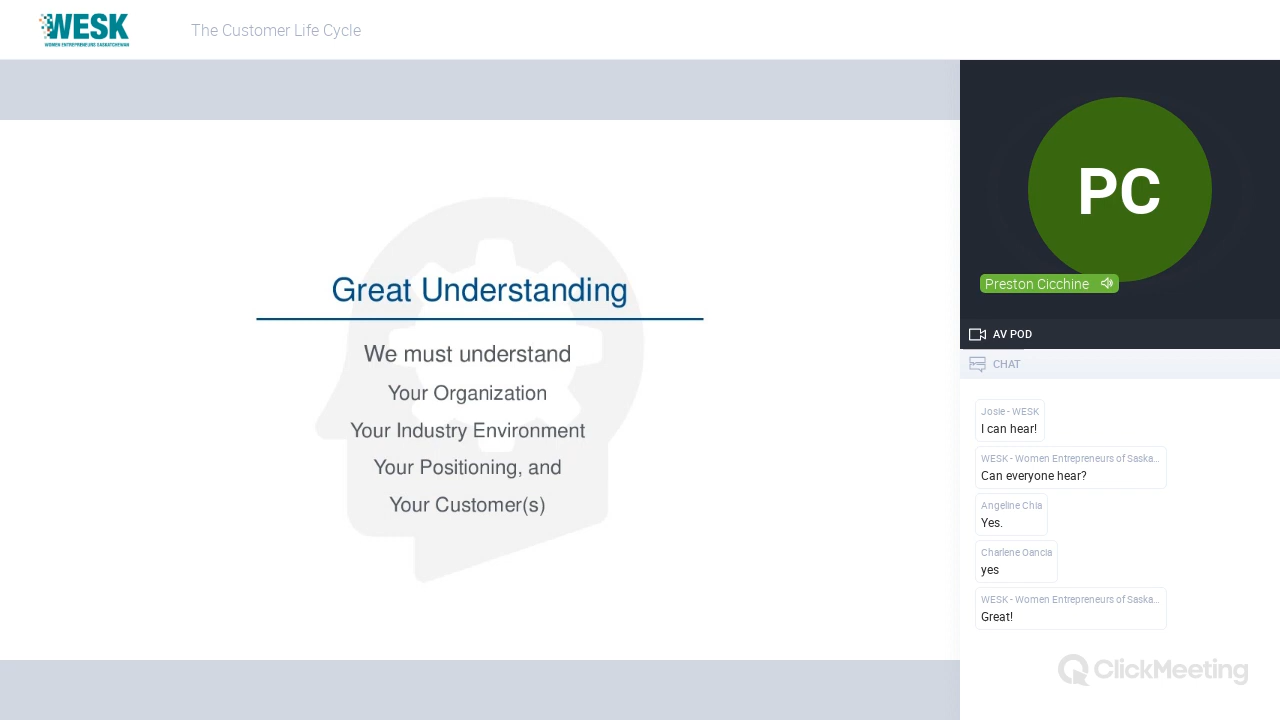 WESK
WOMEN ENTREPRENEURS SASKATCHEWAN
The Customer Life Cycle
Great Understanding
We must understand
Your Organization
Your Industry Environment
Your Positioning, and
Your Customer(s)
PC
Preston Cicchine
AV POD
CHAT
Josie - WESK
I can hear!
WESK - Women Entrepreneurs of Saska...
Can everyone hear?
Angeline Chia
Yes.
Charlene Oancia
yes
WESK - Women Entrepreneurs of Saska...
Great!
ClickMeeting